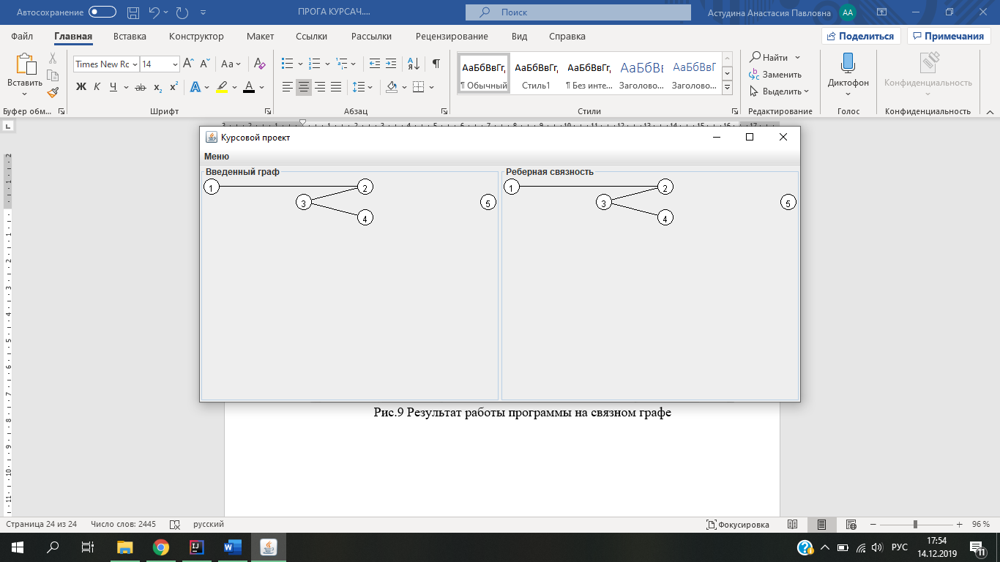 Автосохранение
ПРОГА КУРСАЧ....
Поиск
Астудина Анастасия Павловна
АА
Файл Главная Вставка Конструктор Макет Ссылки Рассылки Рецензирование Вид Справка
Поделиться Примечания
Вставить
Times New Rc 14
Ж К Ч ab x₂ x²
АаБбВвГг, АаБбВвГг, АаБбВвГг, АаБбВв АаБбВвГ
¶ Обычный Стиль1 ¶ Без инте... Заголово... Заголово...
Найти
Заменить
Выделить
Диктофон
Конфиденциальность
Буфер обм... Шрифт Абзац Стили Редактирование Голос Конфиденциальность
Курсовой проект
Меню
Введенный граф Реберная связность
1 2 1 2
3 5 3 5
4 4
Рис.9 Результат работы программы на связном графе
Страница 24 из 24 Число слов: 2445 русский Фокусировка 96 %
РУС
17:54
14.12.2019
11